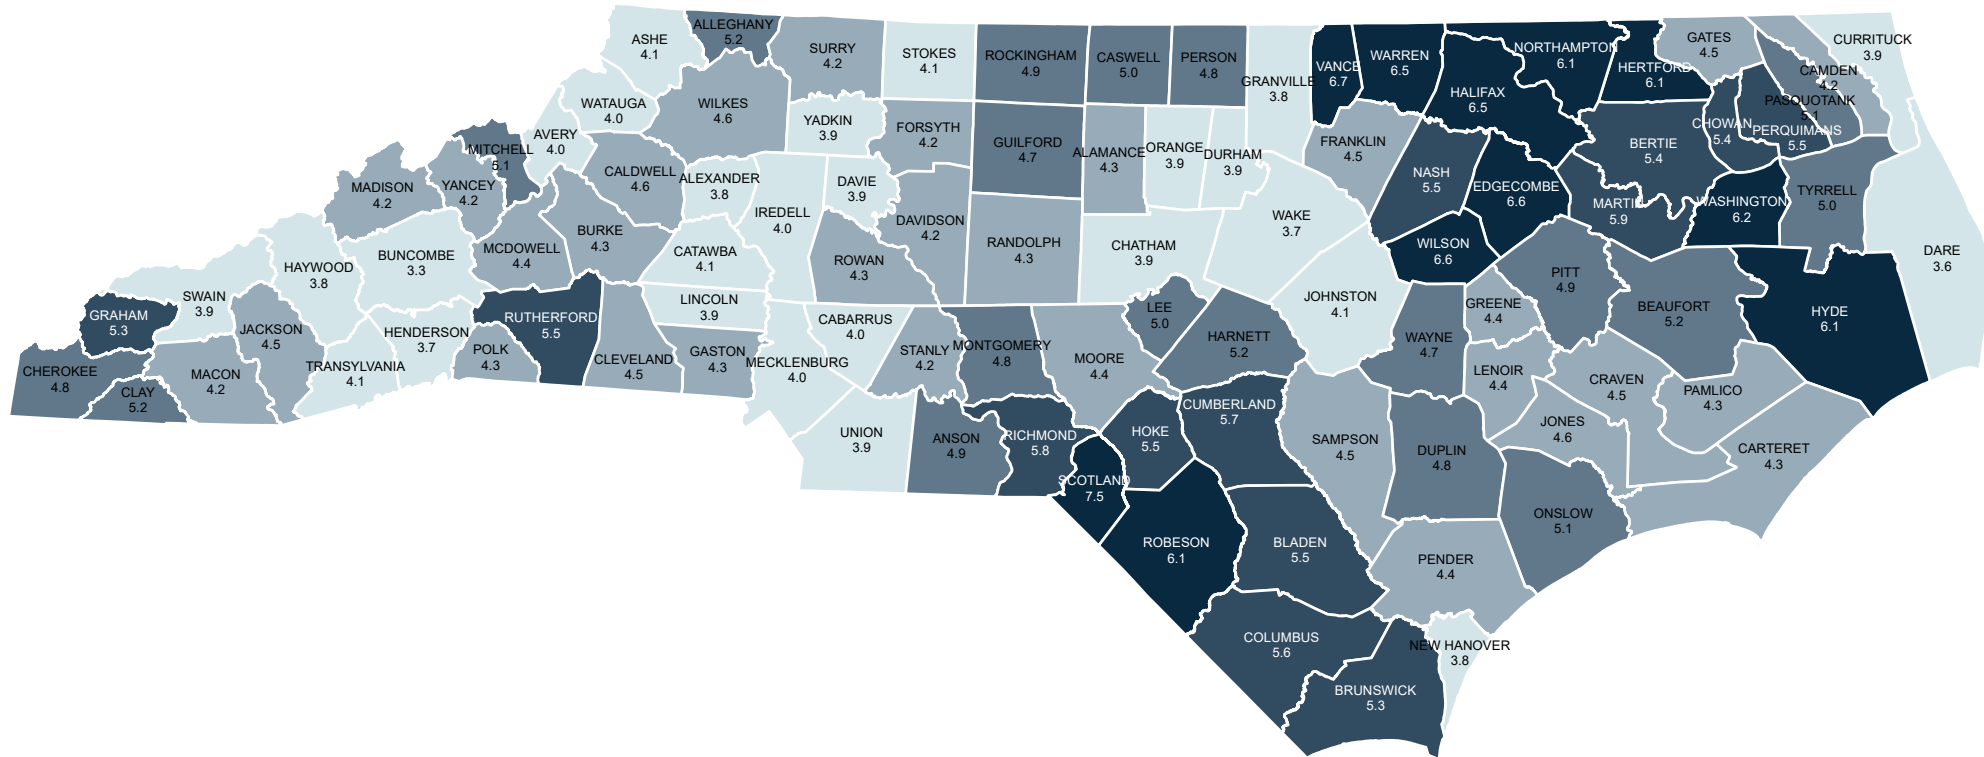 ALLEGHANY
5.2
ASHE
4.1
SURRY
4.2
STOKES
4.1
ROCKINGHAM
4.9
CASWELL
5.0
PERSON
4.8
GRANVILLE
3.8
VANCE
6.7
WARREN
6.5
NORTHAMPTON
6.1
HERTFORD
6.1
GATES
4.5
CURRITUCK
3.9
CAMDEN
4.2
PASQUOTANK
5.1
PERQUIMANS
5.5
CHOWAN
5.4
HALIFAX
6.5
WATAUGA
4.0
WILKES
4.6
YADKIN
3.9
FORSYTH
4.2
GUILFORD
4.7
ALAMANCE
4.3
ORANGE
3.9
DURHAM
3.9
FRANKLIN
4.5
BERTIE
5.4
AVERY
4.0
MITCHELL
5.1
CALDWELL
4.6
ALEXANDER
3.8
DAVIE
3.9
NASH
5.5
EDGECOMBE
6.6
MARTIN
5.9
WASHINGTON
6.2
TYRRELL
5.0
MADISON
4.2
YANCEY
4.2
IREDELL
4.0
DAVIDSON
4.2
RANDOLPH
4.3
CHATHAM
3.9
WAKE
3.7
WILSON
6.6
DARE
3.6
BURKE
4.3
MCDOWELL
4.4
BUNCOMBE
3.3
HAYWOOD
3.8
CATAWBA
4.1
ROWAN
4.3
PITT
4.9
SWAIN
3.9
LINCOLN
3.9
JOHNSTON
4.1
GREENE
4.4
BEAUFORT
5.2
HYDE
6.1
GRAHAM
5.3
JACKSON
4.5
HENDERSON
3.7
RUTHERFORD
5.5
CABARRUS
4.0
LEE
5.0
HARNETT
5.2
WAYNE
4.7
CHEROKEE
4.8
CLAY
5.2
MACON
4.2
TRANSYLVANIA
4.1
POLK
4.3
CLEVELAND
4.5
GASTON
4.3
MECKLENBURG
4.0
STANLY
4.2
MONTGOMERY
4.8
MOORE
4.4
LENOIR
4.4
CRAVEN
4.5
PAMLICO
4.3
CUMBERLAND
5.7
JONES
4.6
UNION
3.9
ANSON
4.9
RICHMOND
5.8
HOKE
5.5
SAMPSON
4.5
DUPLIN
4.8
CARTERET
4.3
SCOTLAND
7.5
ONSLOW
5.1
ROBESON
6.1
BLADEN
5.5
PENDER
4.4
COLUMBUS
5.6
NEW HANOVER
3.8
BRUNSWICK
5.3